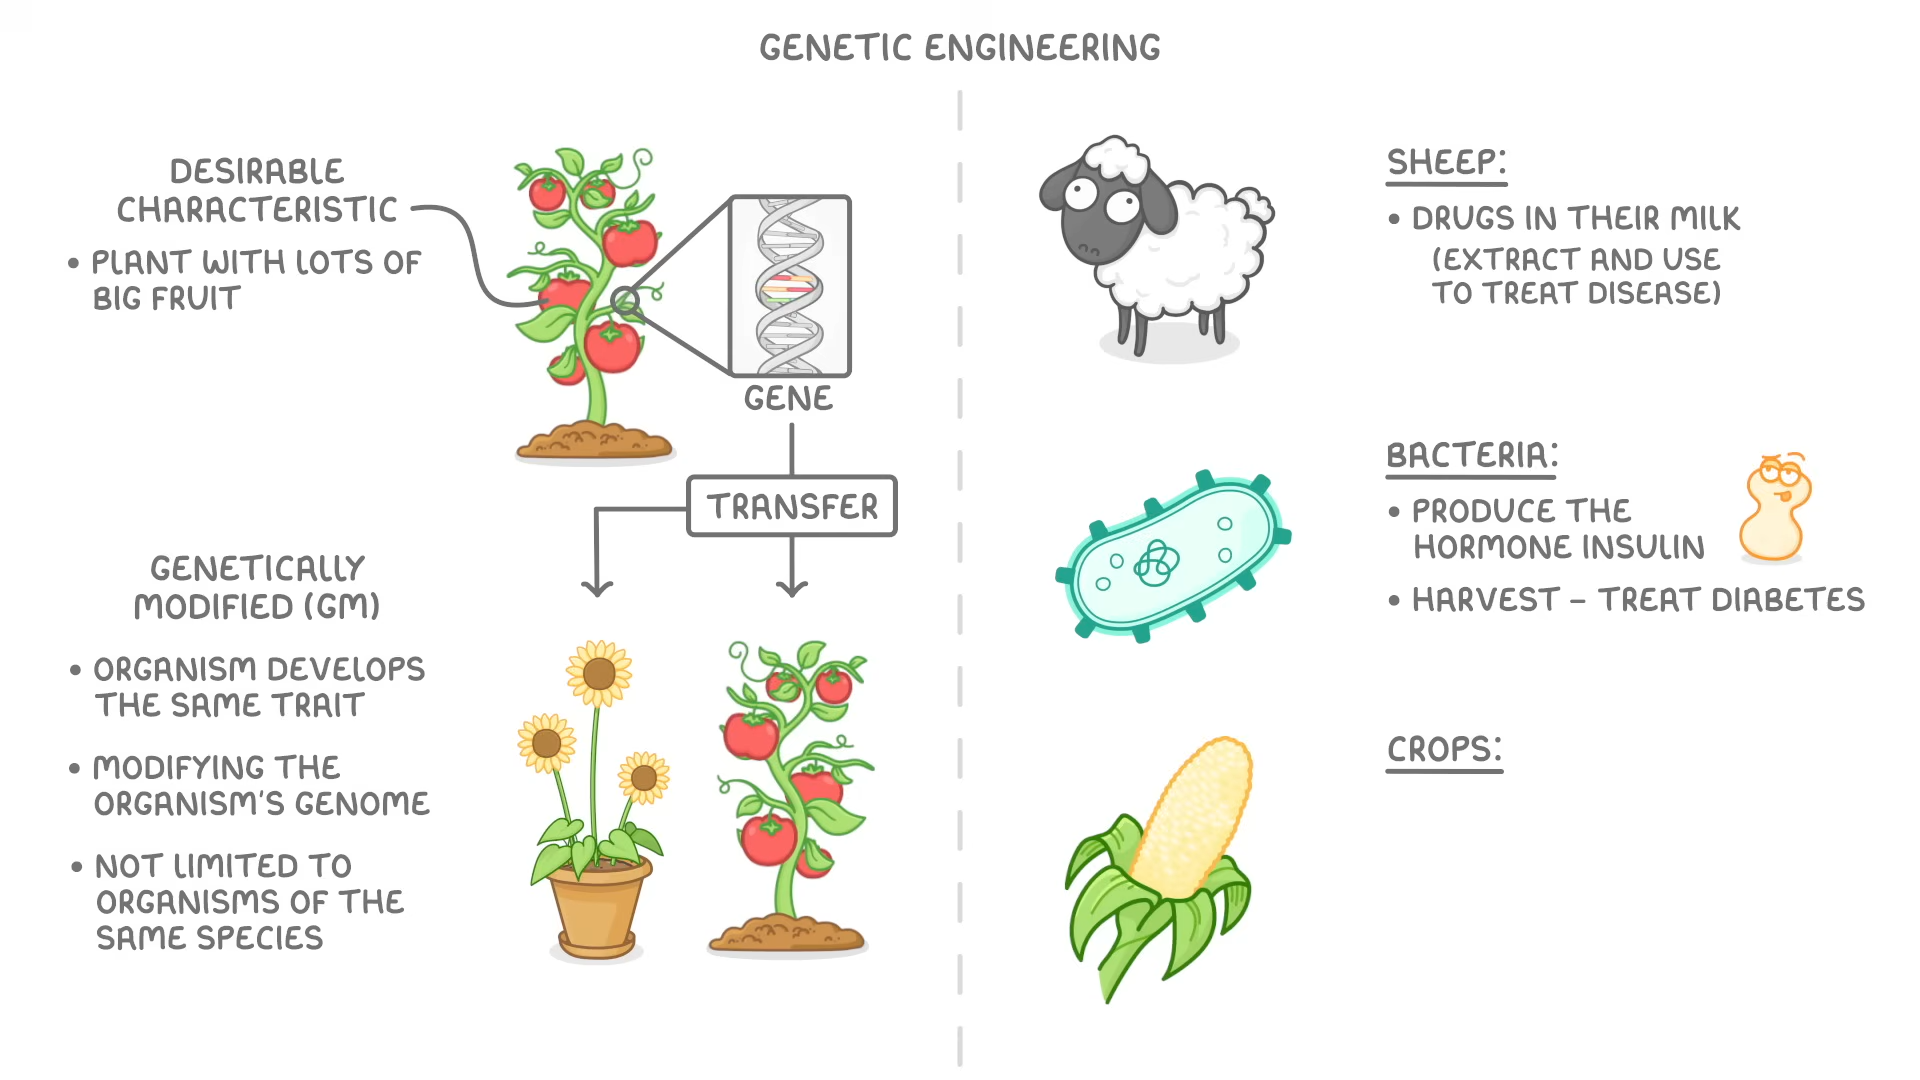 GENETIC ENGINEERING
DESIRABLE
CHARACTERISTIC
• PLANT WITH LOTS OF
BIG FRUIT
GENE
TRANSFER
GENETICALLY
MODIFIED (GM)
• ORGANISM DEVELOPS
THE SAME TRAIT
• MODIFYING THE
ORGANISM'S GENOME
• NOT LIMITED TO
ORGANISMS OF THE
SAME SPECIES
SHEEP:
• DRUGS IN THEIR MILK
(EXTRACT AND USE
TO TREAT DISEASE)
BACTERIA:
• PRODUCE THE
HORMONE INSULIN
• HARVEST – TREAT DIABETES
CROPS: